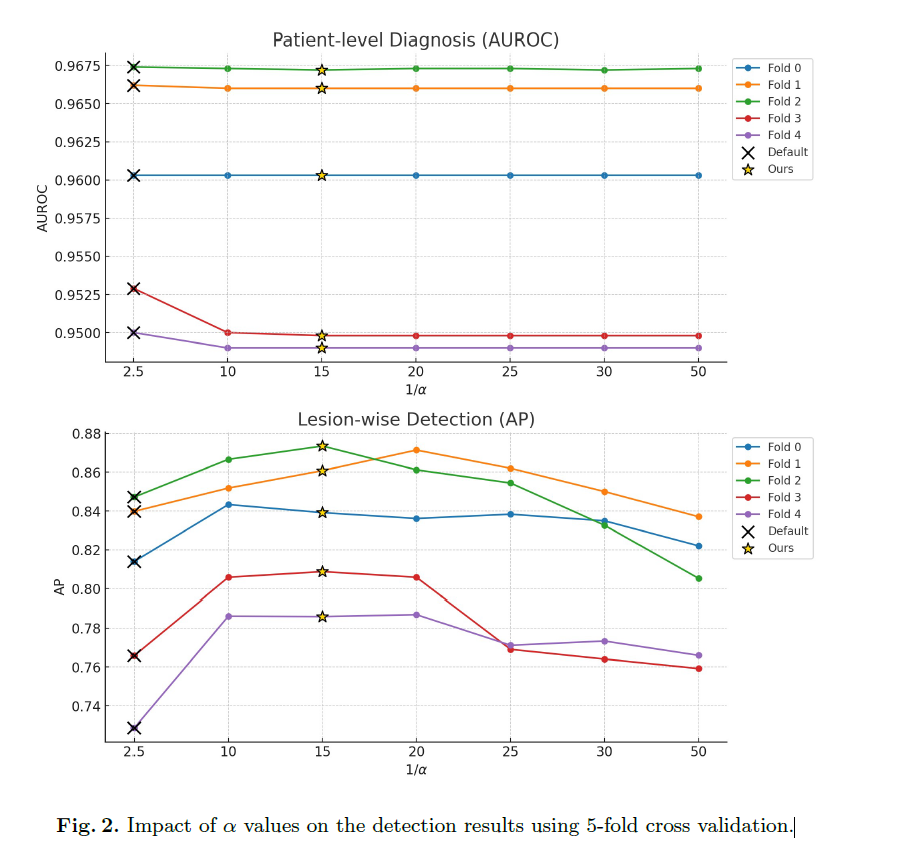 Patient-level Diagnosis (AUROC)
0.9675
0.9650
0.9625
0.9600
0.9575
0.9550
0.9525
0.9500
AUROC
2.5 10 15 20 25 30 50
1/α
Fold 0
Fold 1
Fold 2
Fold 3
Fold 4
Default
Ours
Lesion-wise Detection (AP)
0.88
0.86
0.84
0.82
0.80
0.78
0.76
0.74
AP
2.5 10 15 20 25 30 50
1/α
Fold 0
Fold 1
Fold 2
Fold 3
Fold 4
Default
Ours
Fig. 2. Impact of α values on the detection results using 5-fold cross validation.